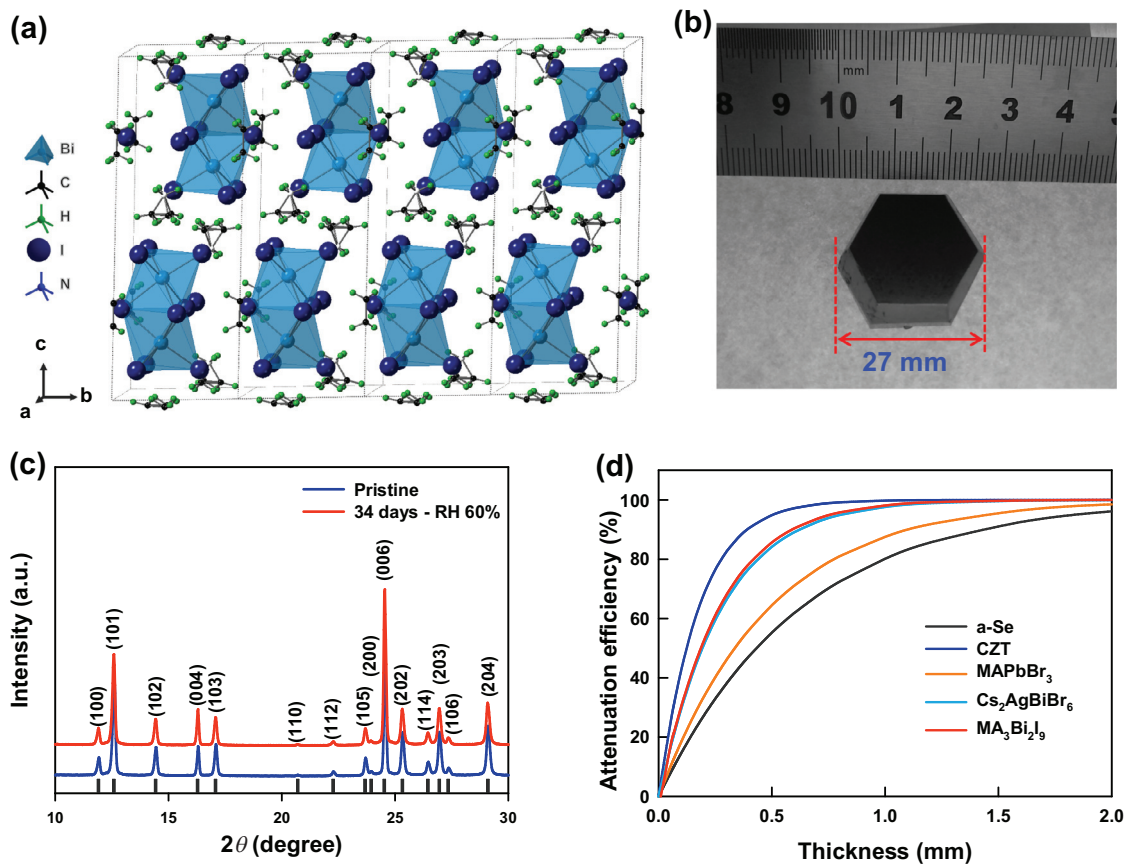 (a)
Bi
C
H
I
N
c
a
b
(b)
mm
8 9 10 1 2 3 4 5
27 mm
(c)
Pristine
34 days - RH 60%
Intensity (a.u.)
(100)
(101)
(102)
(004)
(103)
(110)
(112)
(105)
(200)
(006)
(202)
(114)
(203)
(106)
(204)
10 15 20 25 30
2θ (degree)
(d)
Attenuation efficiency (%)
100
80
60
40
20
0
a-Se
CZT
MAPbBr₃
Cs₂AgBiBr₆
MA₃Bi₂I₉
0.0 0.5 1.0 1.5 2.0
Thickness (mm)